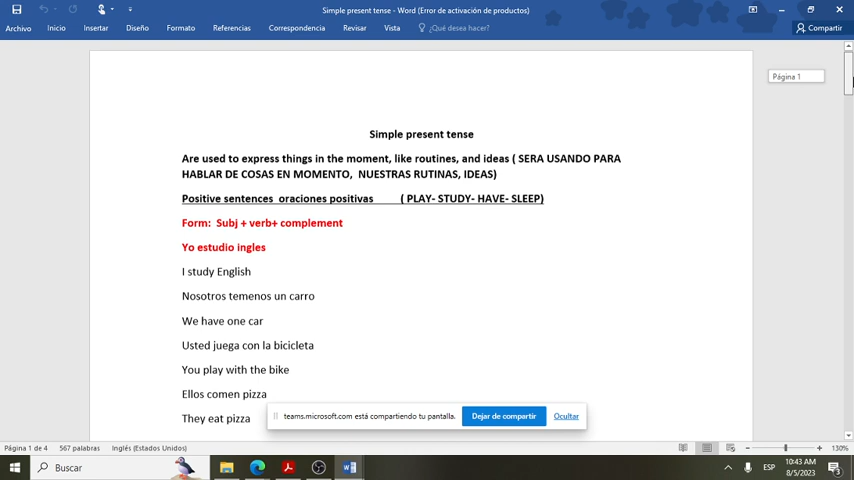 Simple present tense - Word (Error de activación de productos)
Archivo Inicio Insertar Diseño Formato Referencias Correspondencia Revisar Vista ¿Qué desea hacer? Compartir
Página 1
Simple present tense
Are used to express things in the moment, like routines, and ideas ( SERA USANDO PARA
HABLAR DE COSAS EN MOMENTO, NUESTRAS RUTINAS, IDEAS)
Positive sentences oraciones positivas ( PLAY- STUDY- HAVE- SLEEP)
Form: Subj + verb+ complement
Yo estudio ingles
I study English
Nosotros temenos un carro
We have one car
Usted juega con la bicicleta
You play with the bike
Ellos comen pizza
They eat pizza
teams.microsoft.com está compartiendo tu pantalla. Dejar de compartir Ocultar
Página 1 de 4 567 palabras Inglés (Estados Unidos) 130%
Buscar ESP 10:43 AM
8/5/2023 3